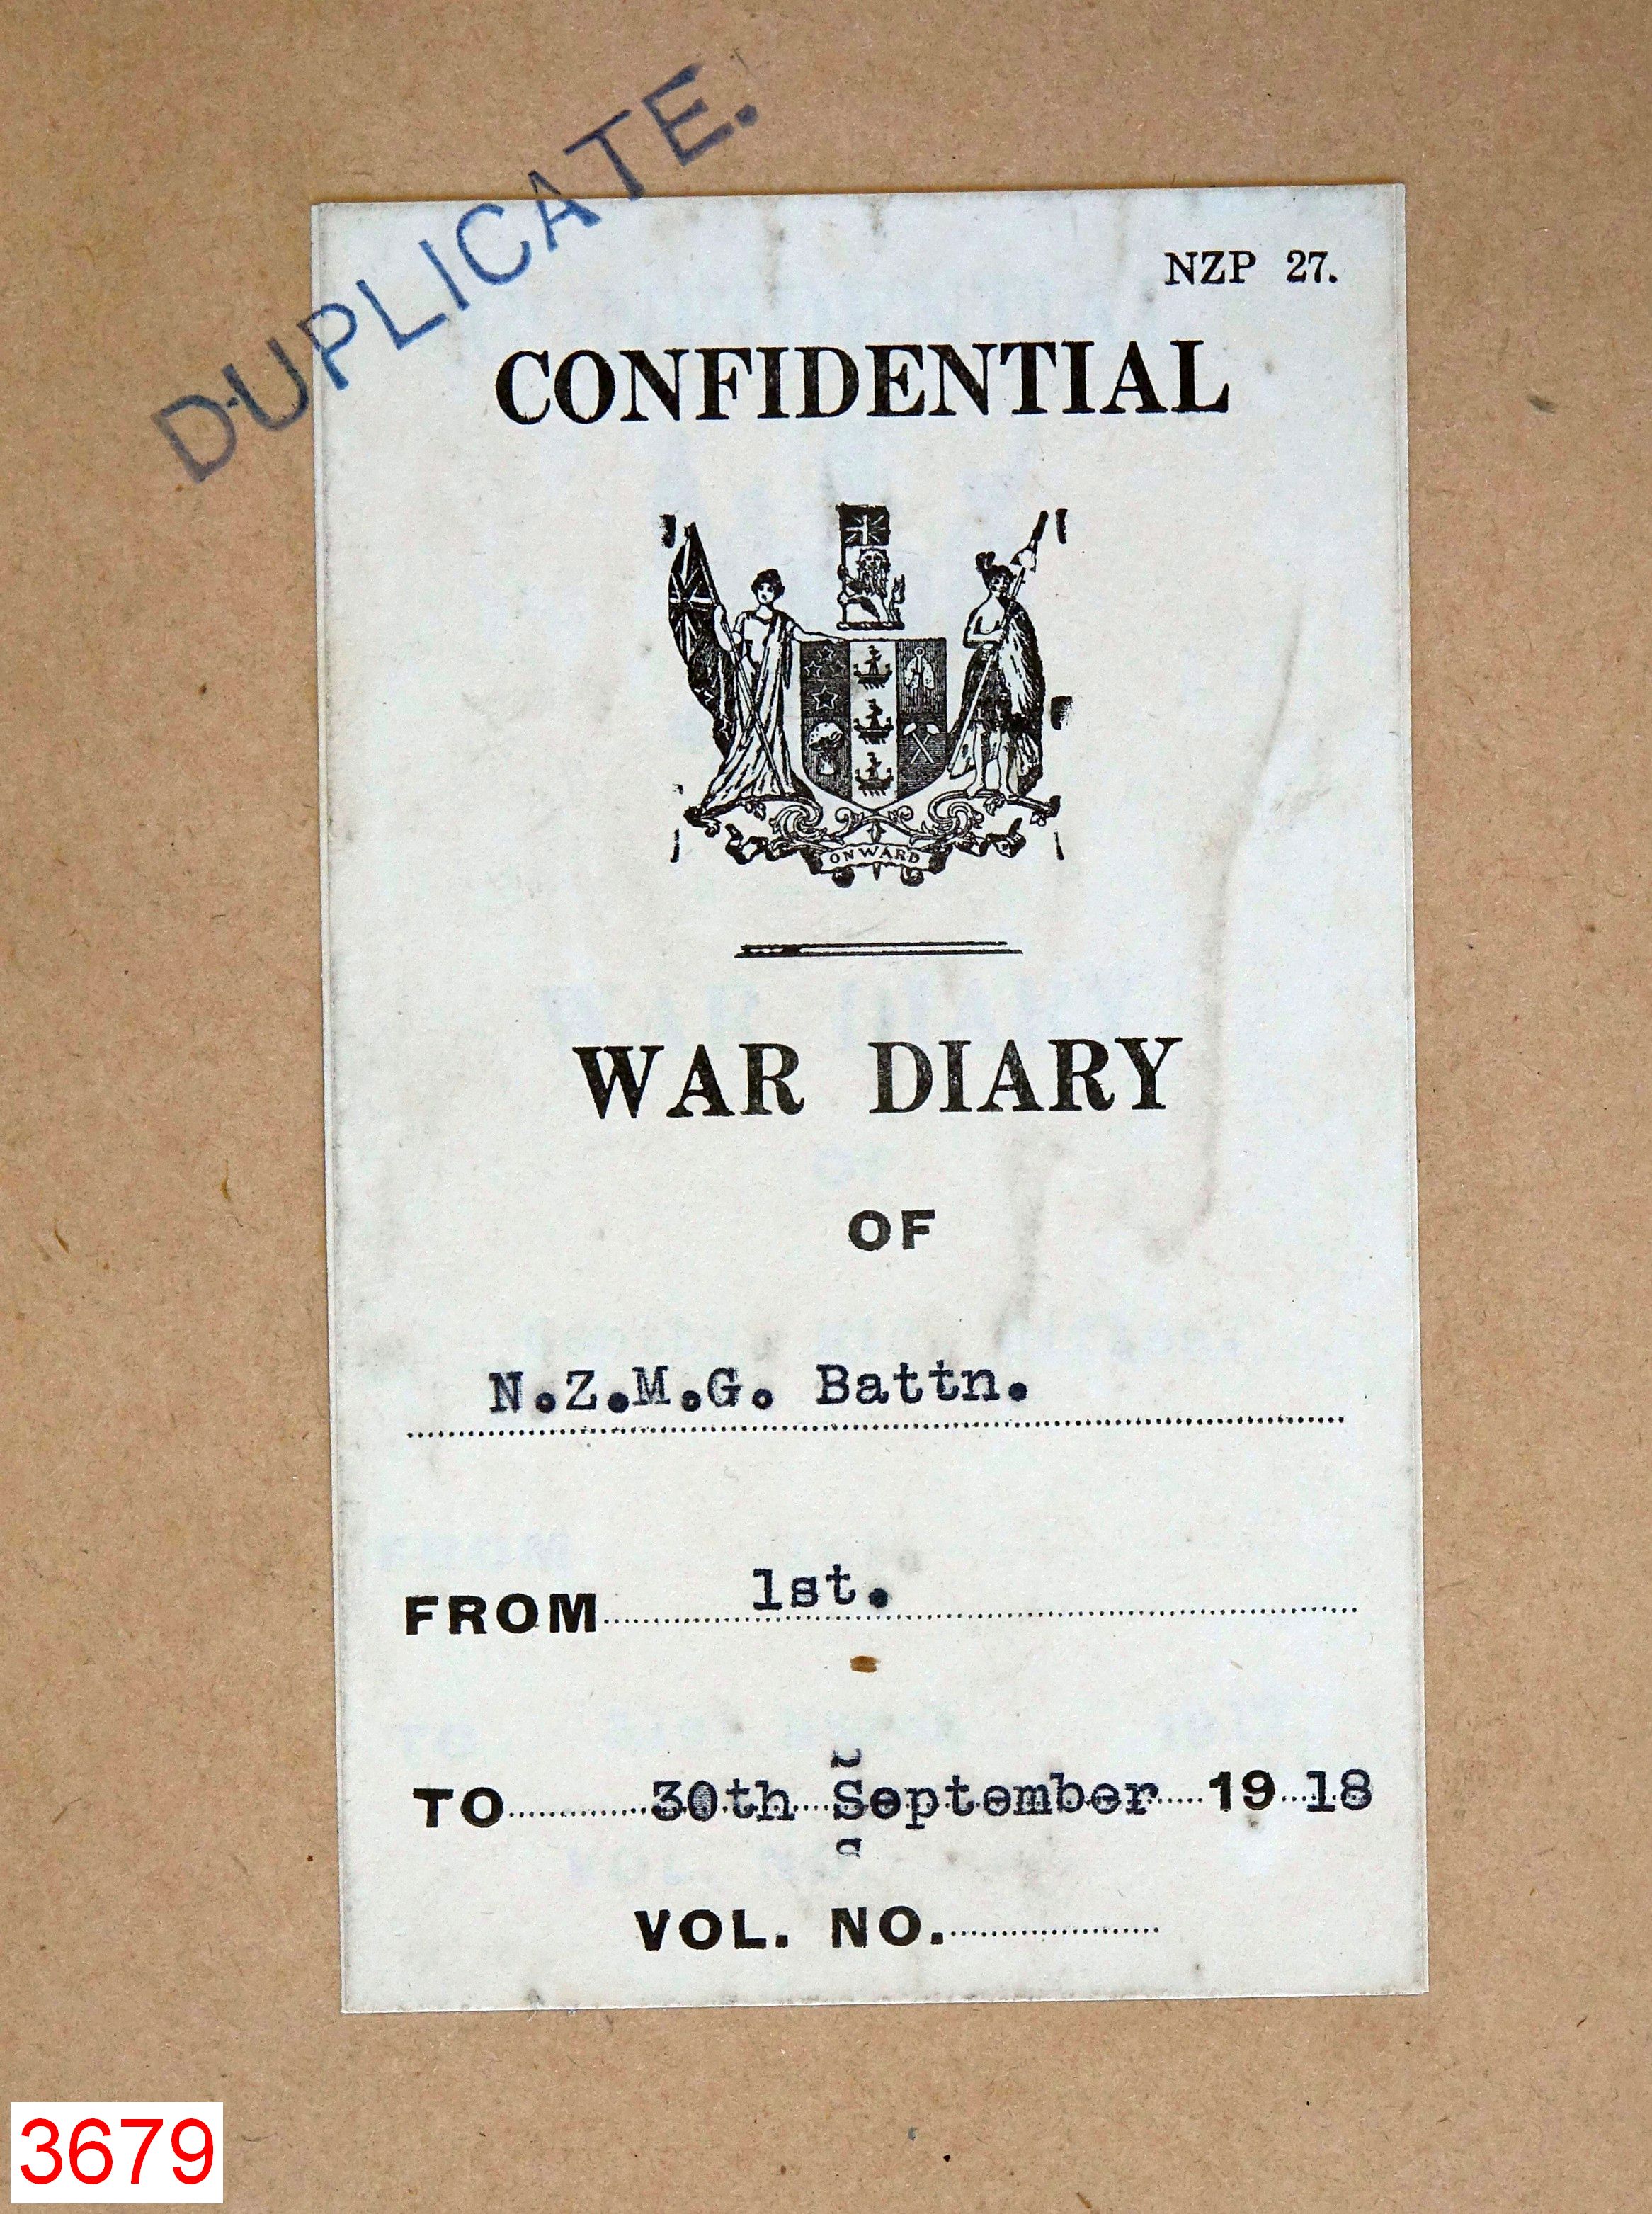 DUPLICATE.
NZP 27.
CONFIDENTIAL
ONWARD
WAR DIARY
OF
N.Z.M.G. Battn.
FROM 1st.
TO 30th September 1918
VOL. NO.
3679